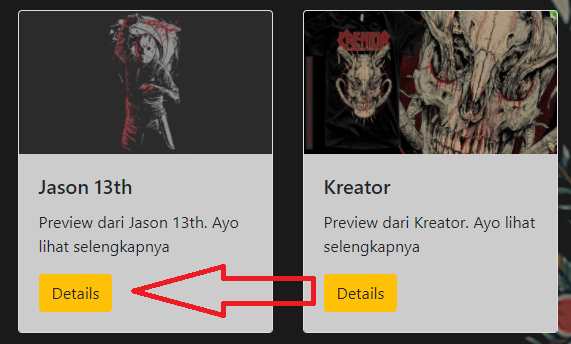 Jason 13th
Preview dari Jason 13th. Ayo
lihat selengkapnya
Details
KREATOR
Kreator
Preview dari Kreator. Ayo lihat
selengkapnya
Details